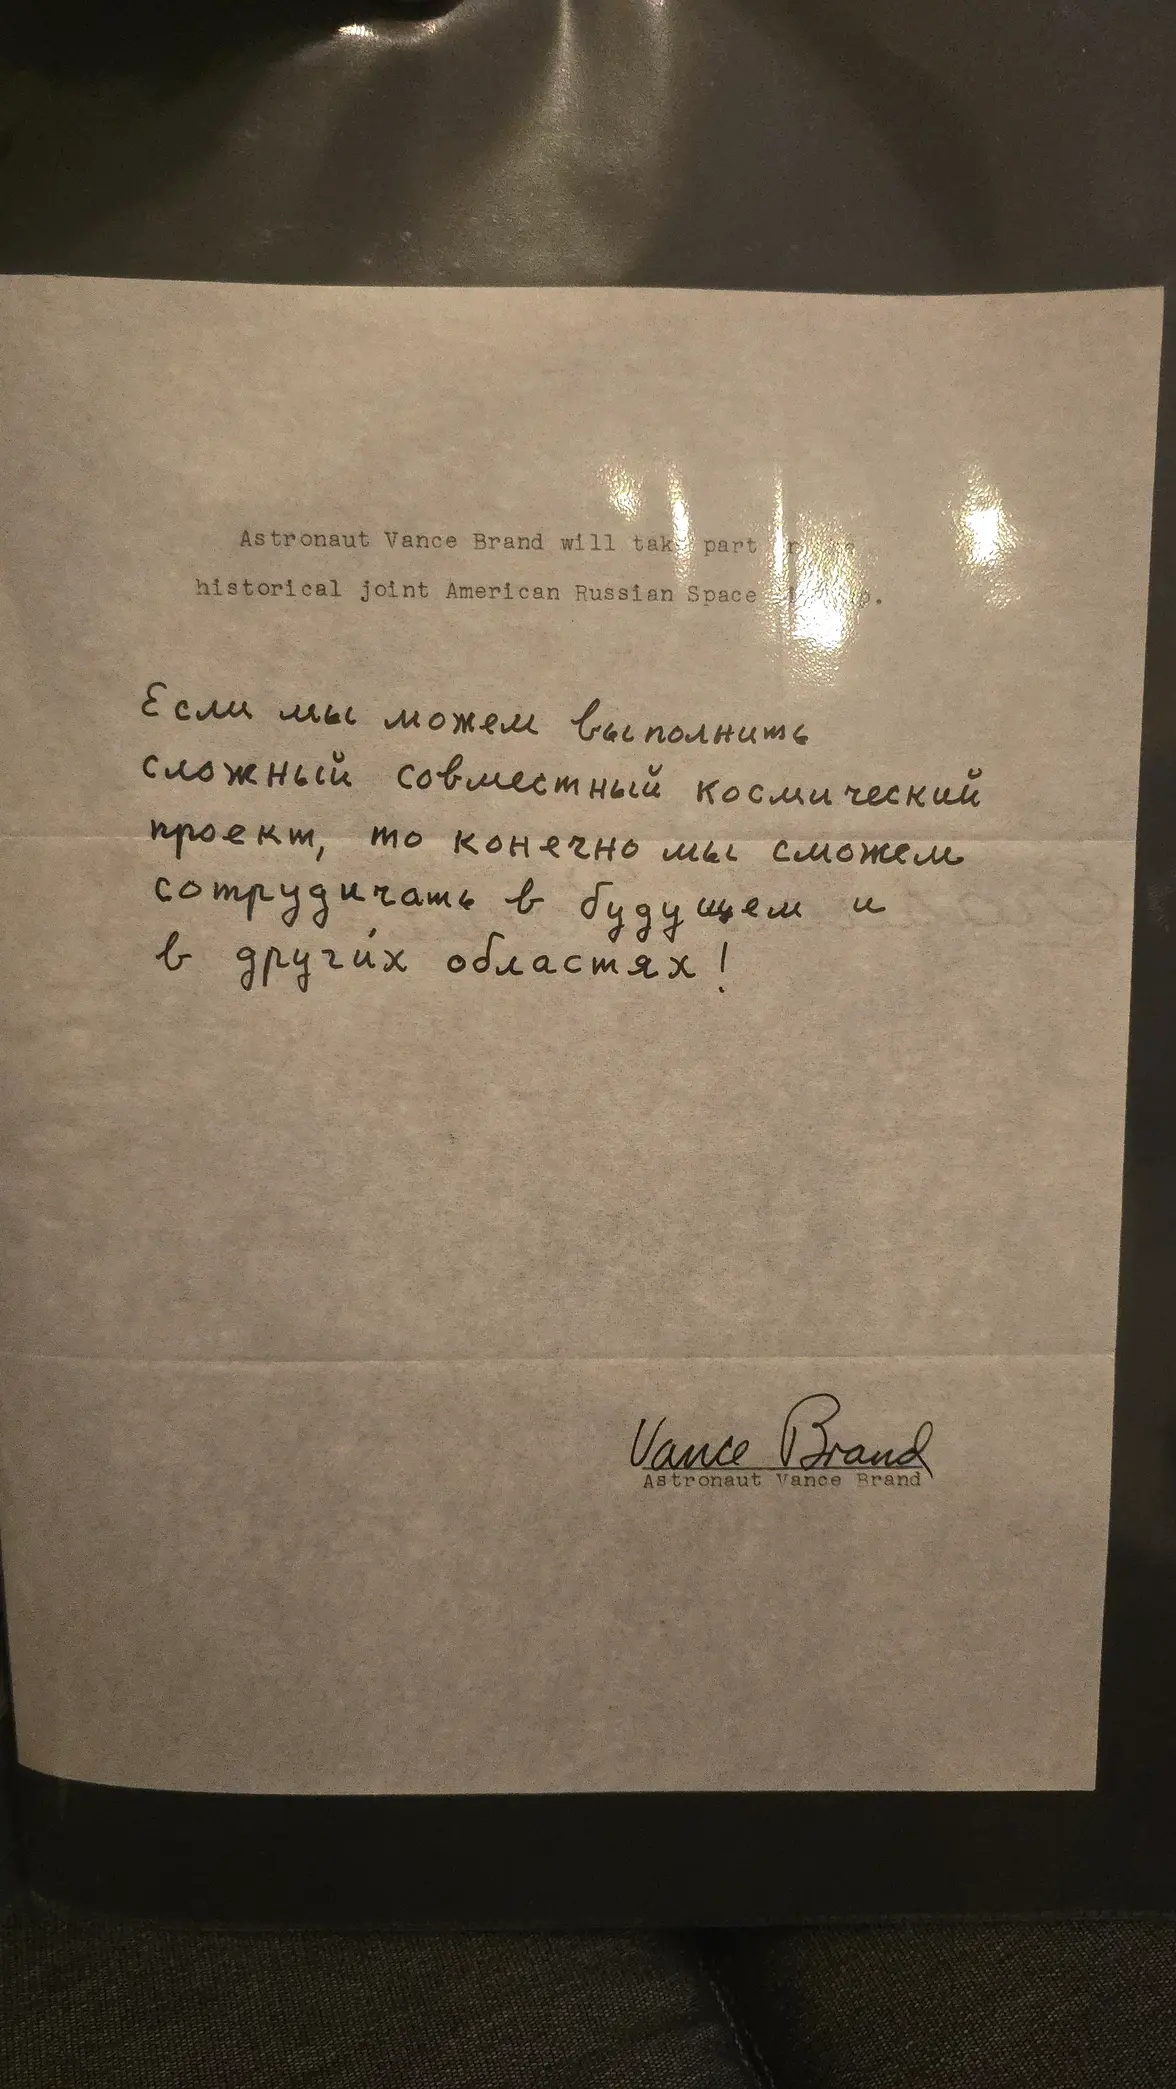 Astronaut Vance Brand will take part
historical joint American Russian Space
Если мы можем выполнить
сложный совместный космический
проект, то конечно мы сможем
сотрудичать в будущем и
в других областях!
Vance Brand
Astronaut Vance Brand